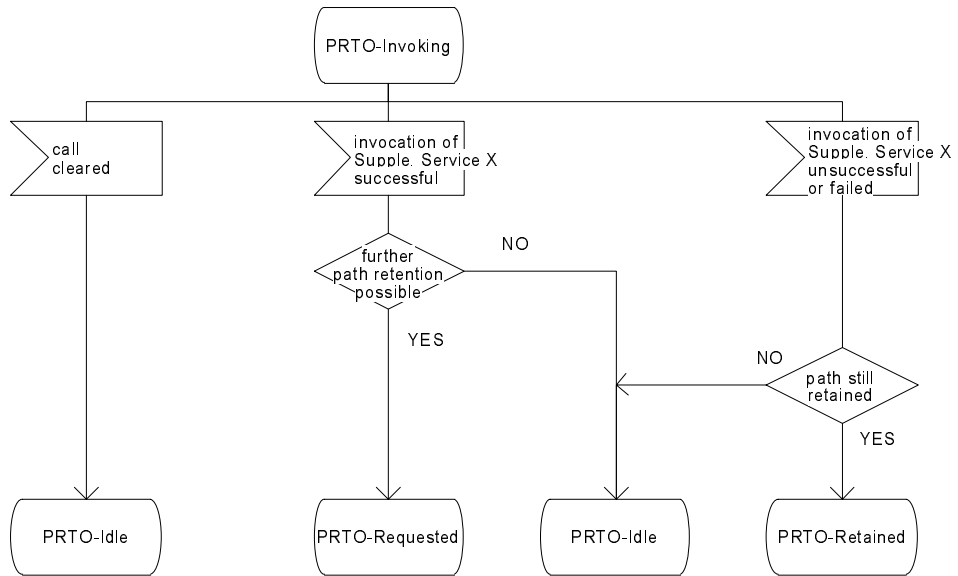 PRTO-Invoking
call
cleared
invocation of
Supple. Service X
successful
invocation of
Supple. Service X
unsuccessful
or failed
further
path retention
possible
NO
YES
NO
path still
retained
YES
PRTO-Idle
PRTO-Requested
PRTO-Idle
PRTO-Retained